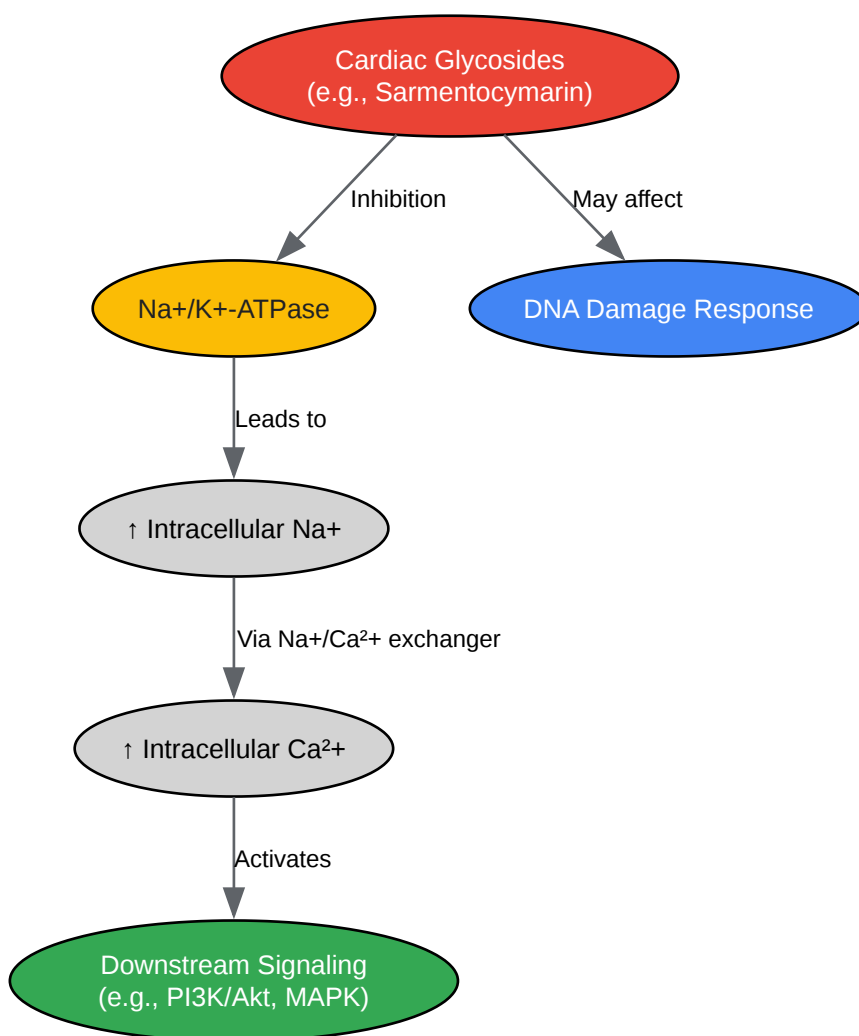 Cardiac Glycosides
(e.g., Sarmentocymarin)
Inhibition
May affect
Na+/K+-ATPase
DNA Damage Response
Leads to
↑ Intracellular Na+
Via Na+/Ca²+ exchanger
↑ Intracellular Ca²+
Activates
Downstream Signaling
(e.g., PI3K/Akt, MAPK)